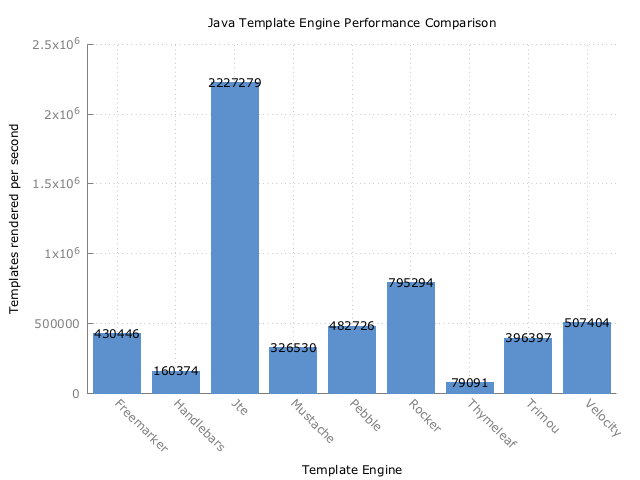 Java Template Engine Performance Comparison
Templates rendered per second
2.5x10⁶
2x10⁶
1.5x10⁶
1x10⁶
500000
0
430446
160374
2227279
326530
482726
795294
79091
396397
507404
Freemarker
Handlebars
Jte
Mustache
Pebble
Rocker
Thymeleaf
Trimou
Velocity
Template Engine